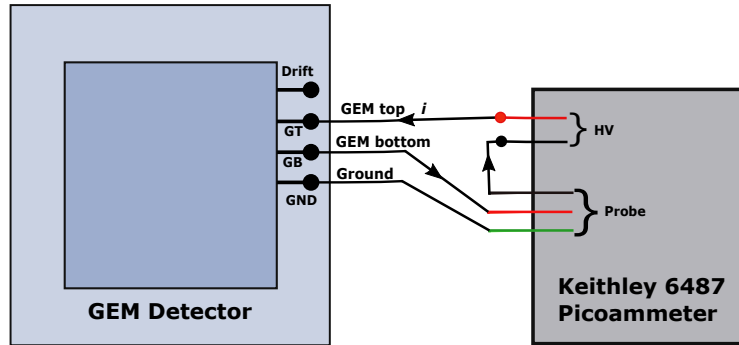 Drift
GEM top i
GT
GEM bottom
GB
Ground
GND
HV
Probe
GEM Detector
Keithley 6487
Picoammeter